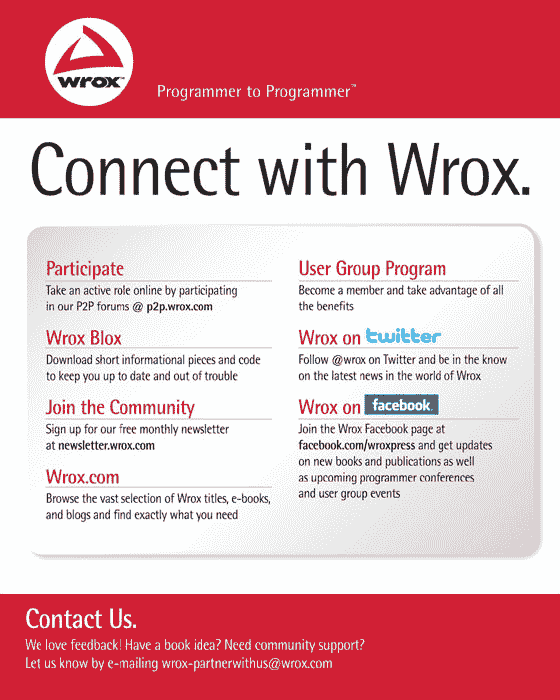 wrox™
Programmer to Programmer™
Connect with Wrox.
Participate
Take an active role online by participating
in our P2P forums @ p2p.wrox.com
Wrox Blox
Download short informational pieces and code
to keep you up to date and out of trouble
Join the Community
Sign up for our free monthly newsletter
at newsletter.wrox.com
Wrox.com
Browse the vast selection of Wrox titles, e-books,
and blogs and find exactly what you need
User Group Program
Become a member and take advantage of all
the benefits
Wrox on twitter
Follow @wrox on Twitter and be in the know
on the latest news in the world of Wrox
Wrox on facebook.
Join the Wrox Facebook page at
facebook.com/wroxpress and get updates
on new books and publications as well
as upcoming programmer conferences
and user group events
Contact Us.
We love feedback! Have a book idea? Need community support?
Let us know by e-mailing wrox-partnerwithus@wrox.com